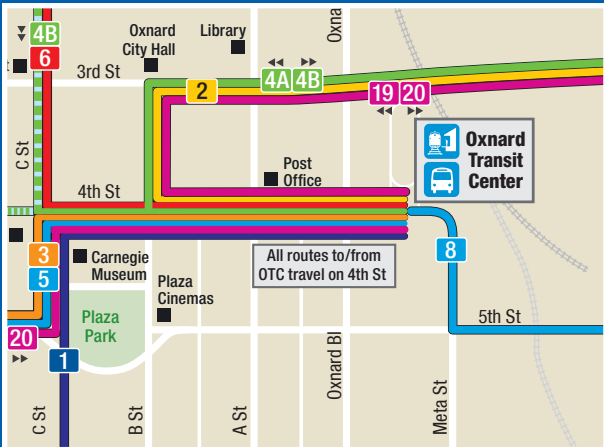 4B
6
Oxnard
City Hall
Library
Oxna
t
3rd St
2
4A 4B
19 20
C St
4th St
Post
Office
Oxnard
Transit
Center
3
5
Carnegie
Museum
All routes to/from
OTC travel on 4th St
8
Plaza
Cinemas
Plaza
Park
20
1
5th St
C St
B St
A St
Oxnard Bl
Meta St